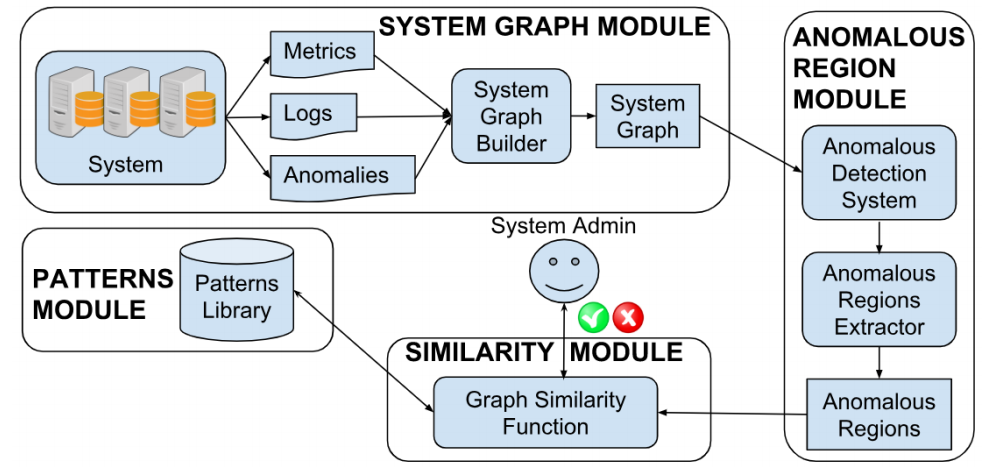 SYSTEM GRAPH MODULE
Metrics
Logs
Anomalies
System
System
Graph
Builder
System
Graph
ANOMALOUS
REGION
MODULE
Anomalous
Detection
System
Anomalous
Regions
Extractor
Anomalous
Regions
System Admin
PATTERNS
MODULE
Patterns
Library
SIMILARITY MODULE
Graph Similarity
Function